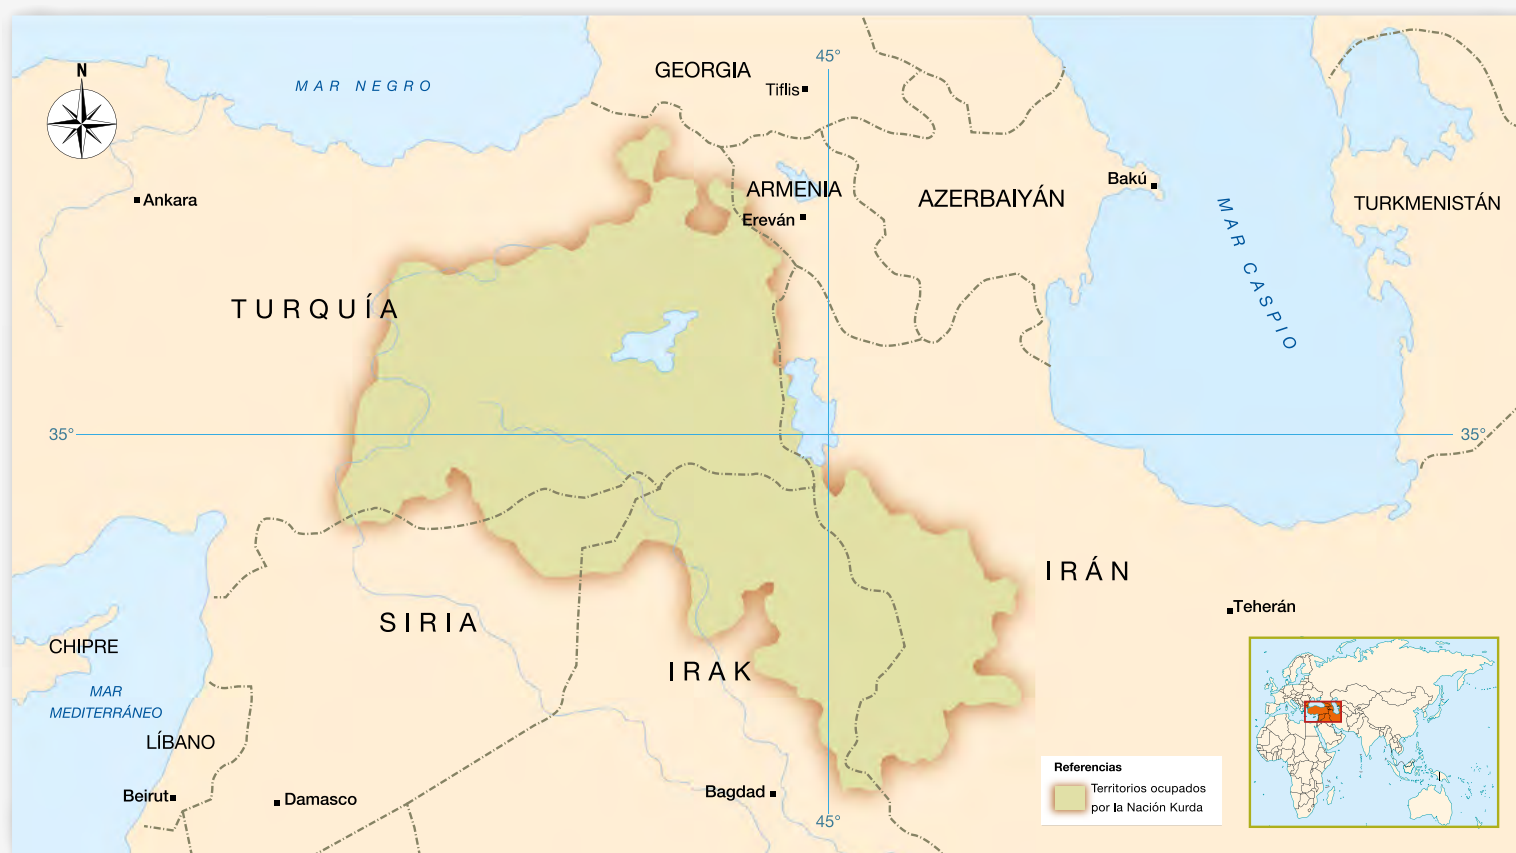 45°
GEORGIA
MAR NEGRO
Tiflis
N
ARMENIA
AZERBAIYÁN
Bakú
TURKMENISTÁN
Ankara
Ereván
MAR CASPIO
TURQUÍA
35°
35°
IRÁN
Teherán
SIRIA
CHIPRE
IRAK
MAR
MEDITERRÁNEO
LÍBANO
Beirut
Damasco
Bagdad
45°
Referencias
Territorios ocupados
por la Nación Kurda